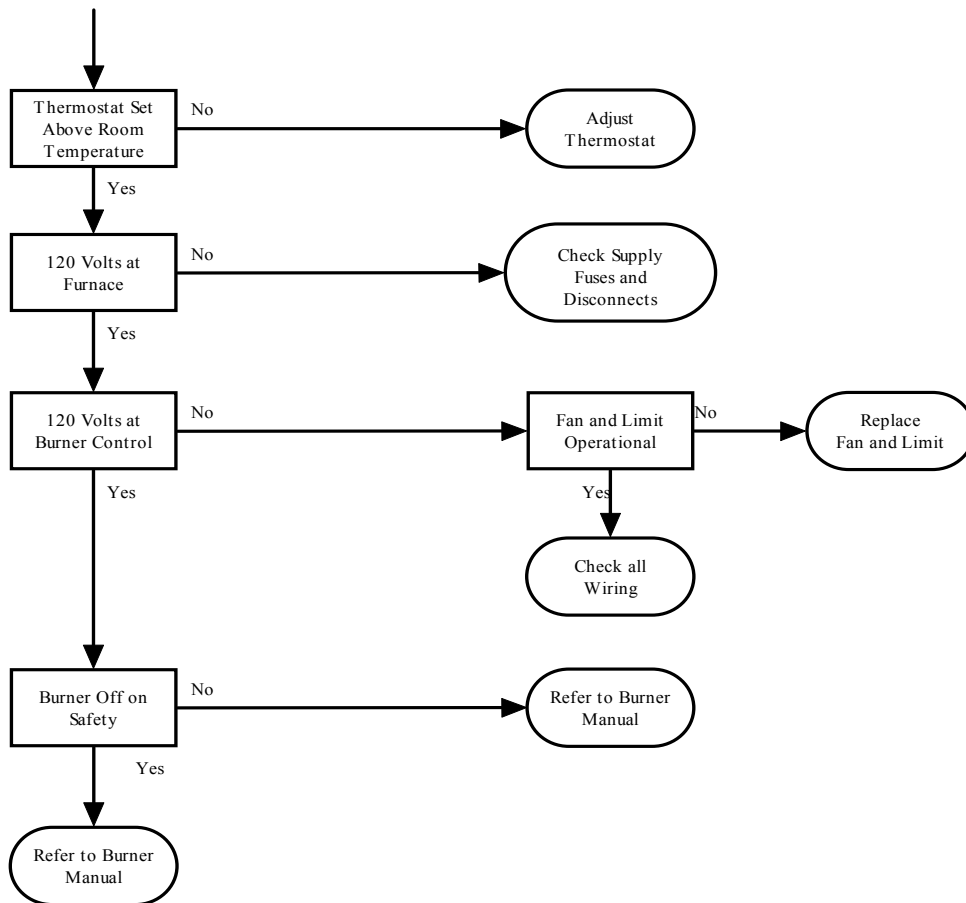 Thermostat Set
Above Room
Temperature
No
Adjust
Thermostat
Yes
120 Volts at
Furnace
No
Check Supply
Fuses and
Disconnects
Yes
120 Volts at
Burner Control
No
Fan and Limit
Operational
No
Replace
Fan and Limit
Yes
Yes
Check all
Wiring
Burner Off on
Safety
No
Refer to Burner
Manual
Yes
Refer to Burner
Manual